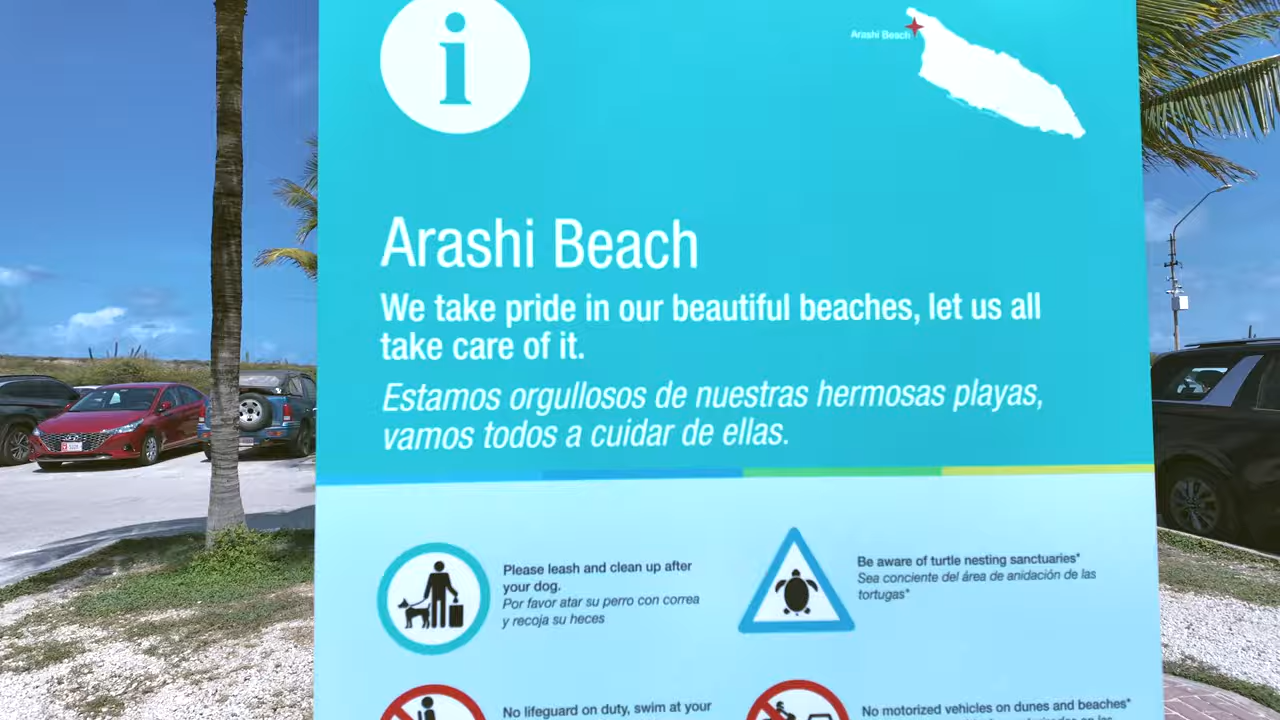 i
Arashi Beach
Arashi Beach
We take pride in our beautiful beaches, let us all
take care of it.
Estamos orgullosos de nuestras hermosas playas,
vamos todos a cuidar de ellas.
Please leash and clean up after
your dog.
Por favor atar su perro con correa
y recoja su heces
Be aware of turtle nesting sanctuaries*
Sea conciente del área de anidación de las
tortugas*
No lifeguard on duty, swim at your
No motorized vehicles on dunes and beaches*